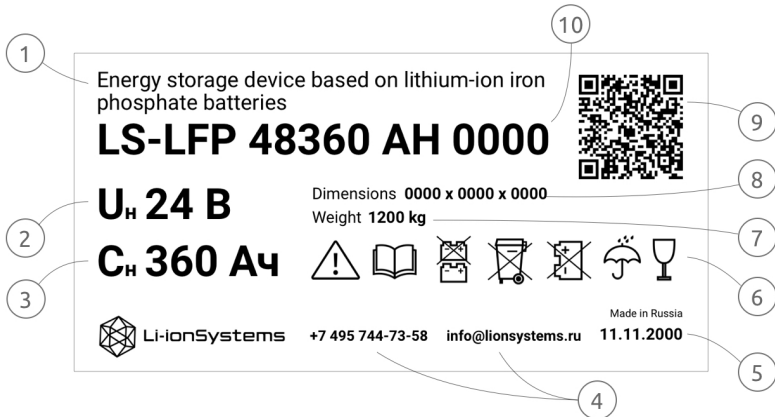 1
10
Energy storage device based on lithium-ion iron
phosphate batteries
LS-LFP 48360 AH 0000
9
Uн 24 В
Dimensions 0000 x 0000 x 0000
8
Weight 1200 kg
2
7
Cн 360 Ач
3
6
Made in Russia
Li-ionSystems +7 495 744-73-58 info@lionsystems.ru 11.11.2000
5
4